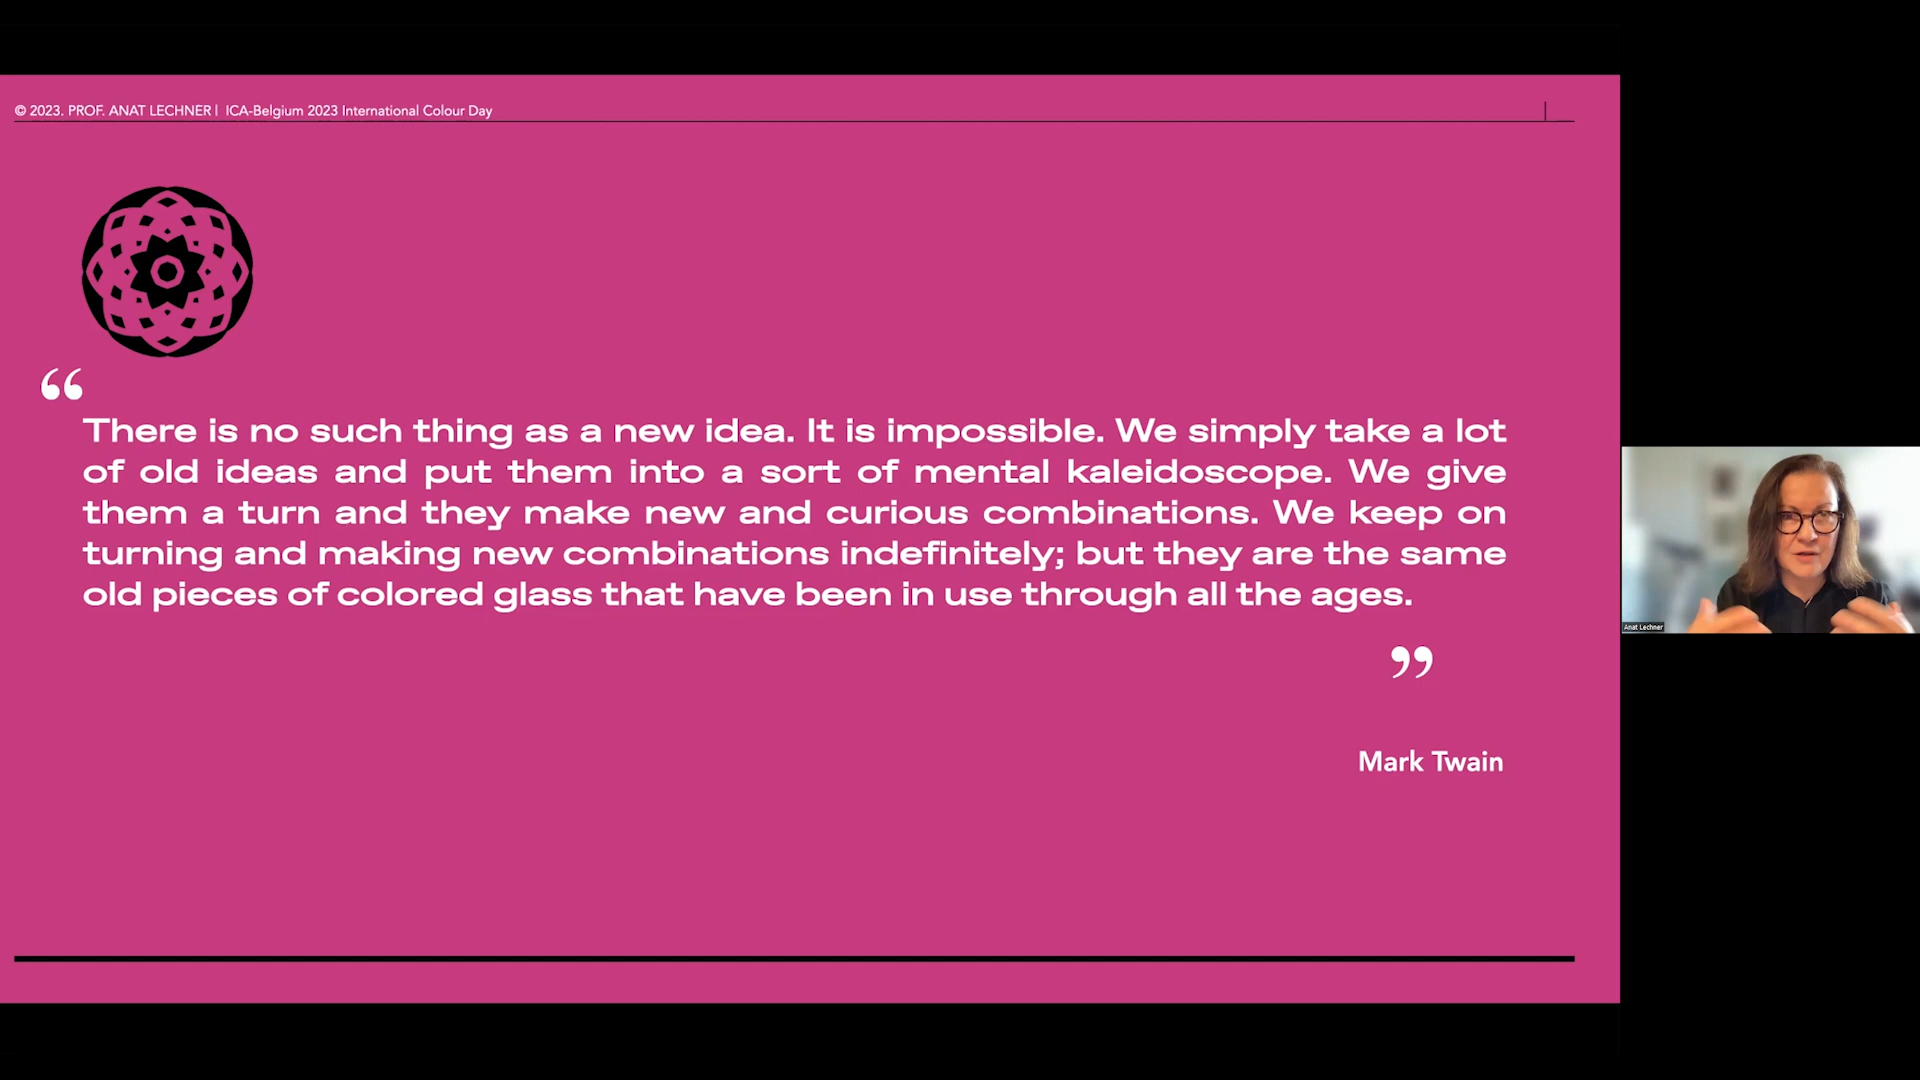 © 2023. PROF. ANAT LECHNER | ICA-Belgium 2023 International Colour Day
“
There is no such thing as a new idea. It is impossible. We simply take a lot
of old ideas and put them into a sort of mental kaleidoscope. We give
them a turn and they make new and curious combinations. We keep on
turning and making new combinations indefinitely; but they are the same
old pieces of colored glass that have been in use through all the ages.
”
Mark Twain
Anat Lechner